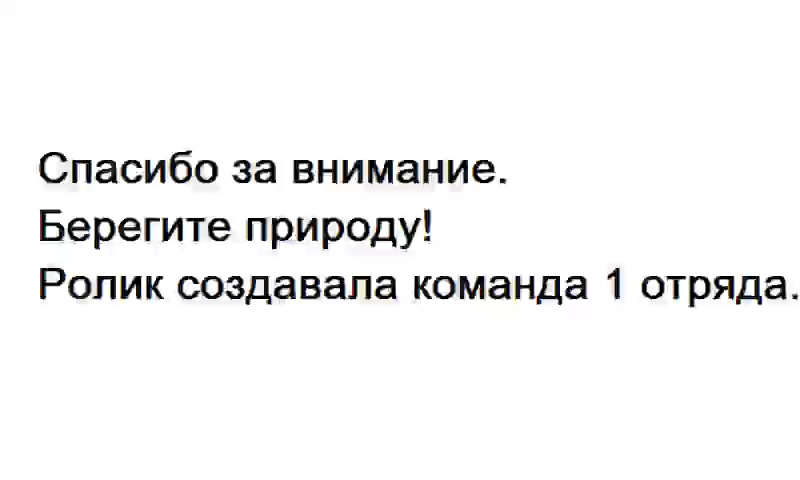 Спасибо за внимание.
Берегите природу!
Ролик создавала команда 1 отряда.